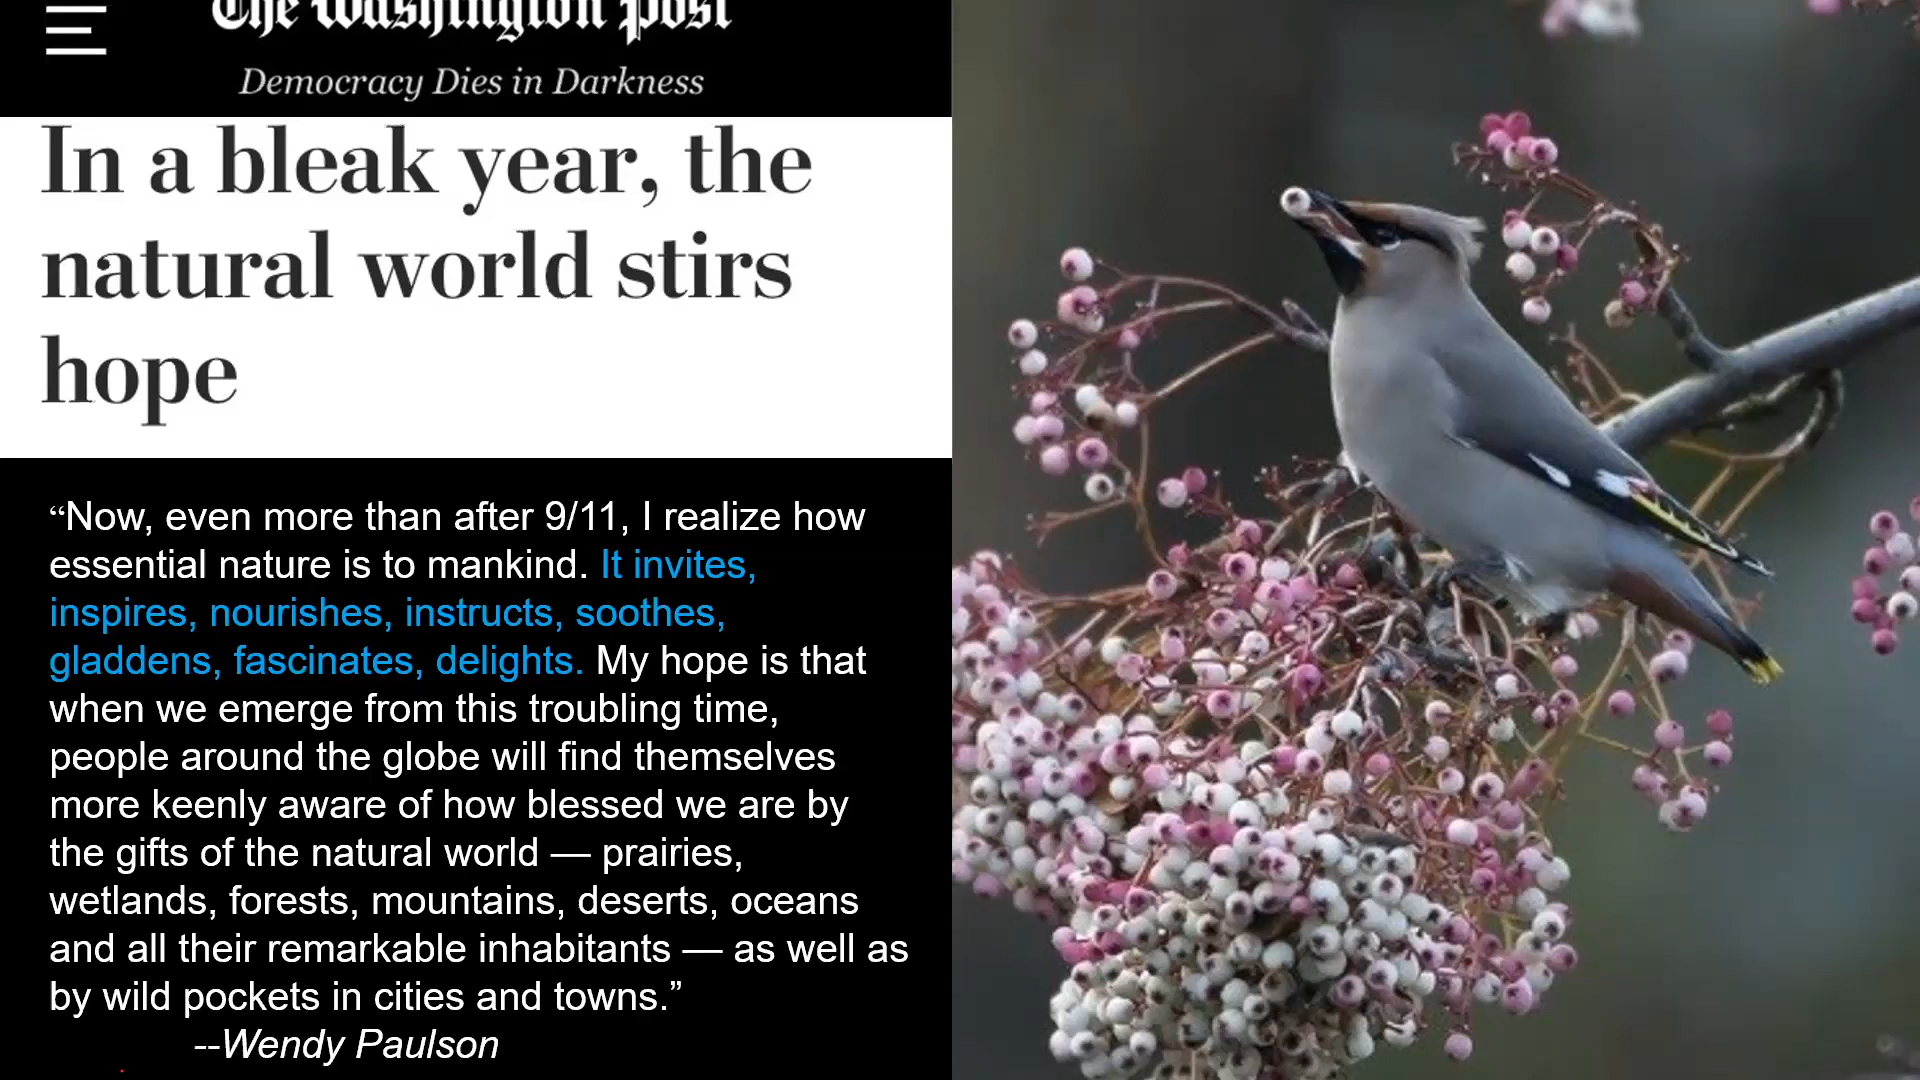 The Washington Post
Democracy Dies in Darkness
In a bleak year, the
natural world stirs
hope
“Now, even more than after 9/11, I realize how
essential nature is to mankind. It invites,
inspires, nourishes, instructs, soothes,
gladdens, fascinates, delights. My hope is that
when we emerge from this troubling time,
people around the globe will find themselves
more keenly aware of how blessed we are by
the gifts of the natural world — prairies,
wetlands, forests, mountains, deserts, oceans
and all their remarkable inhabitants — as well as
by wild pockets in cities and towns.”
--Wendy Paulson